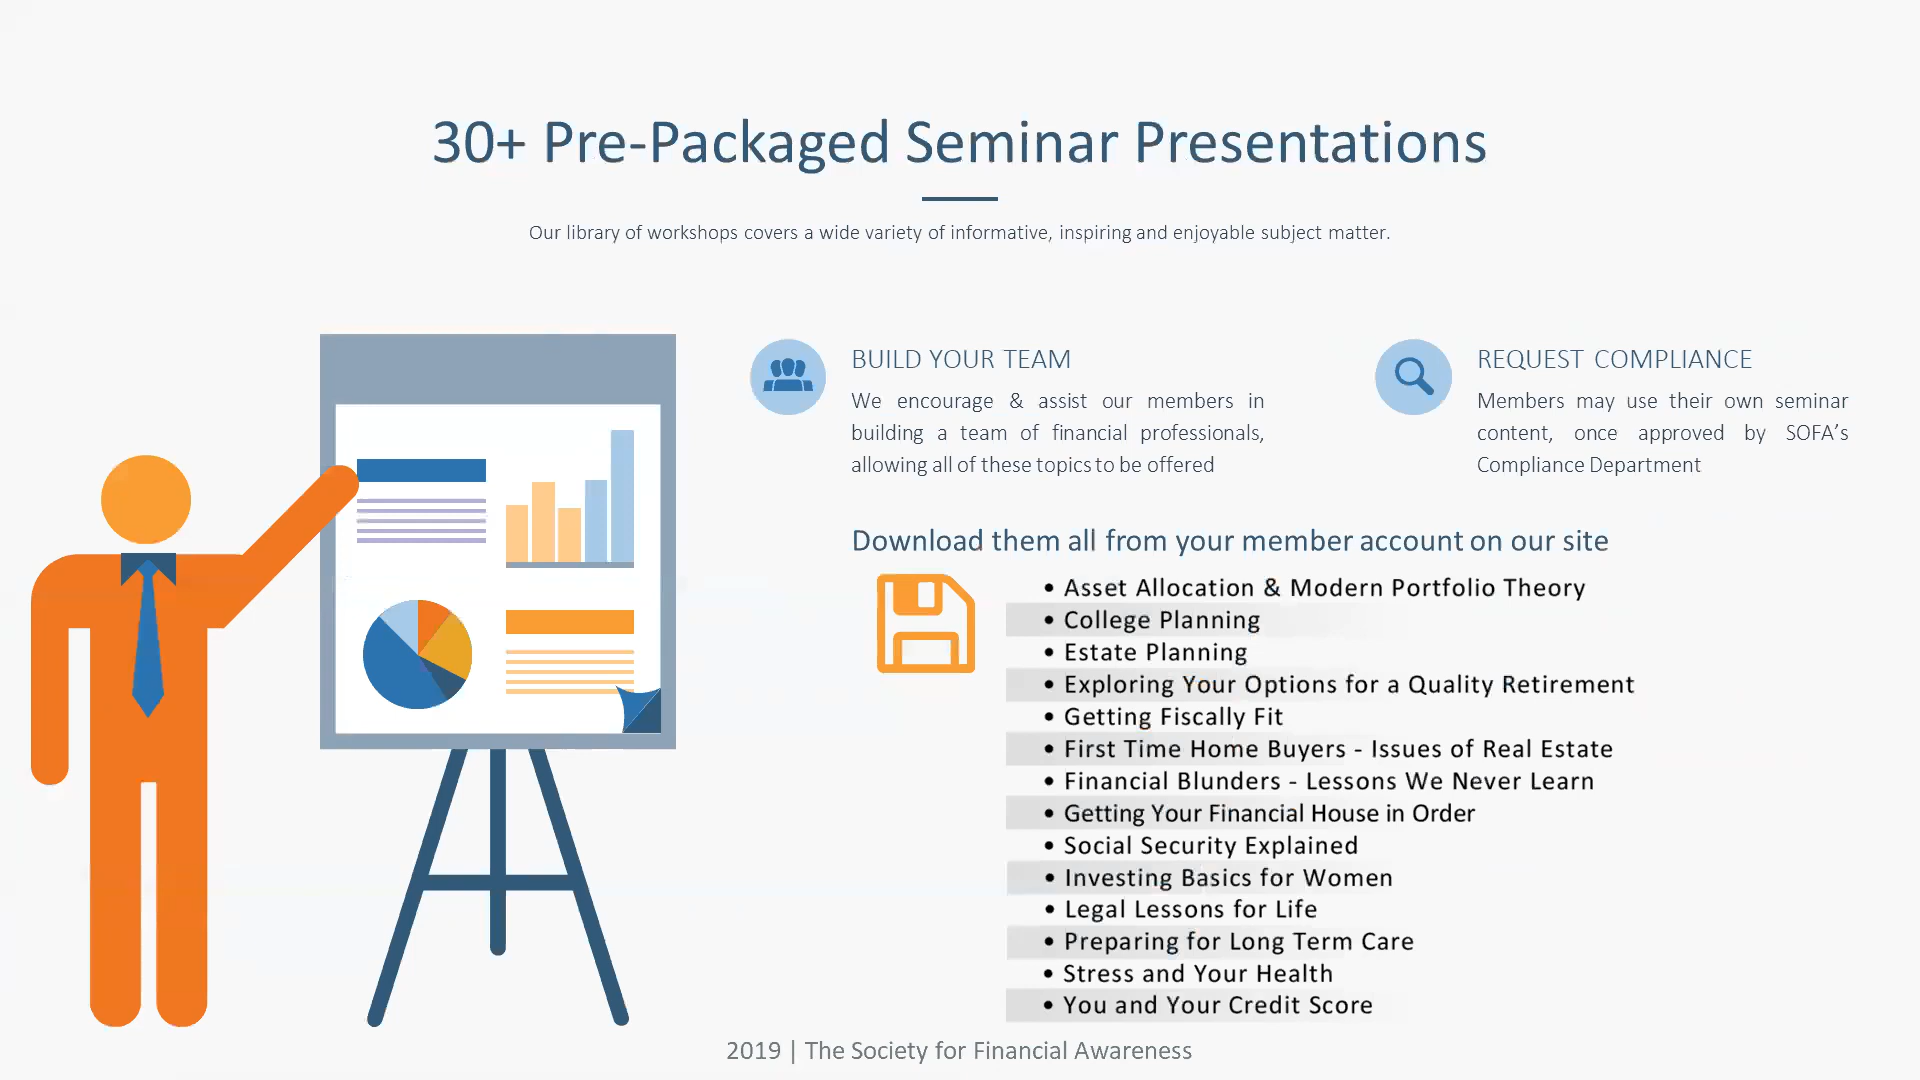 30+ Pre-Packaged Seminar Presentations
Our library of workshops covers a wide variety of informative, inspiring and enjoyable subject matter.
BUILD YOUR TEAM
We encourage & assist our members in
building a team of financial professionals,
allowing all of these topics to be offered
REQUEST COMPLIANCE
Members may use their own seminar
content, once approved by SOFA’s
Compliance Department
Download them all from your member account on our site
• Asset Allocation & Modern Portfolio Theory
• College Planning
• Estate Planning
• Exploring Your Options for a Quality Retirement
• Getting Fiscally Fit
• First Time Home Buyers - Issues of Real Estate
• Financial Blunders - Lessons We Never Learn
• Getting Your Financial House in Order
• Social Security Explained
• Investing Basics for Women
• Legal Lessons for Life
• Preparing for Long Term Care
• Stress and Your Health
• You and Your Credit Score
2019 | The Society for Financial Awareness